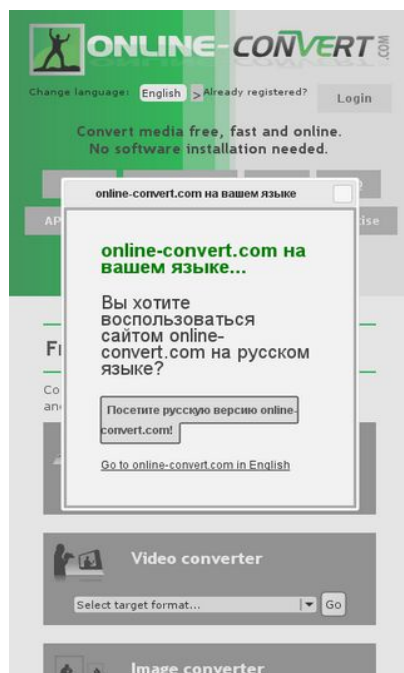 ONLINE-CONVERT.COM
Change language: English > Already registered? Login
Convert media free, fast and online.
No software installation needed.
online-convert.com на вашем языке
online-convert.com на
вашем языке...
Вы хотите
воспользоваться
сайтом online-
convert.com на русском
языке?
Посетите русскую версию online-
convert.com!
Go to online-convert.com in English
Video converter
Select target format... Go
Image converter